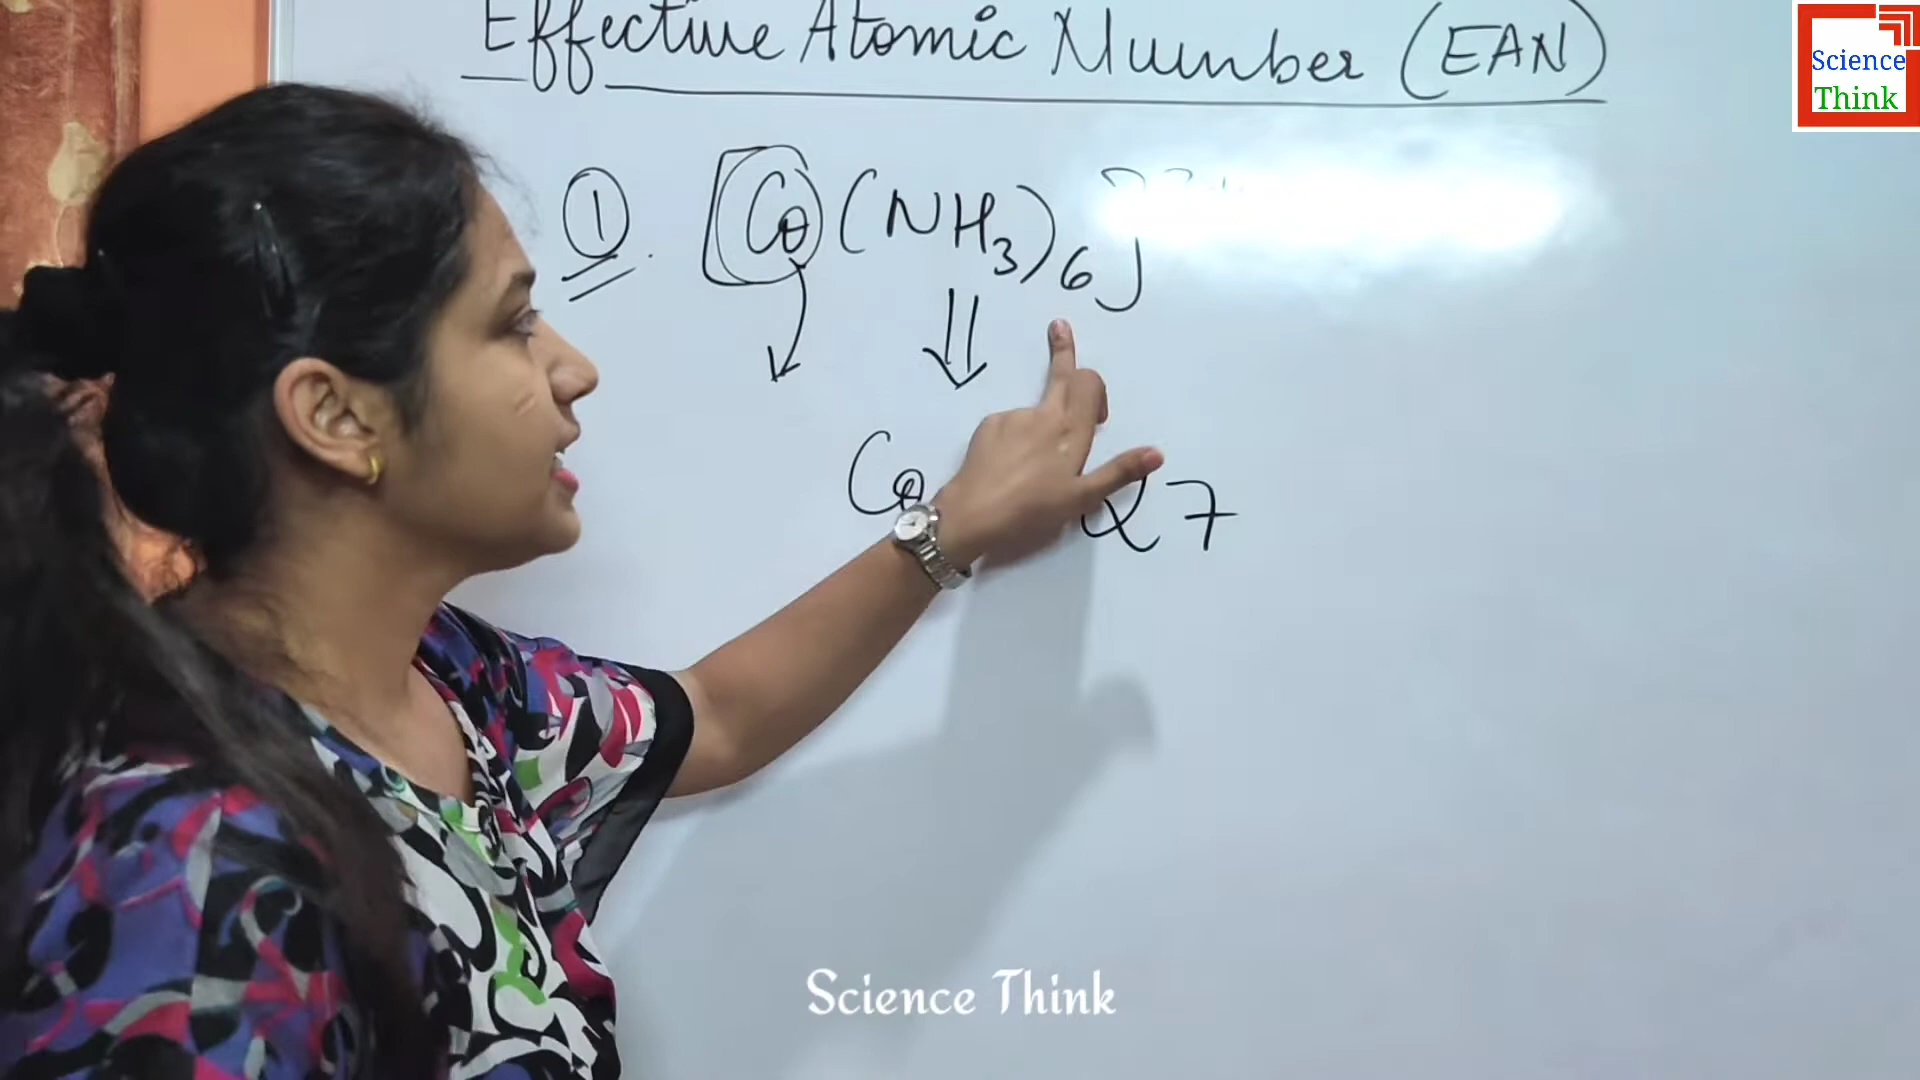 Effective Atomic Number (EAN)
Science
Think
① [Co(NH3)6]
Co 27
Science Think